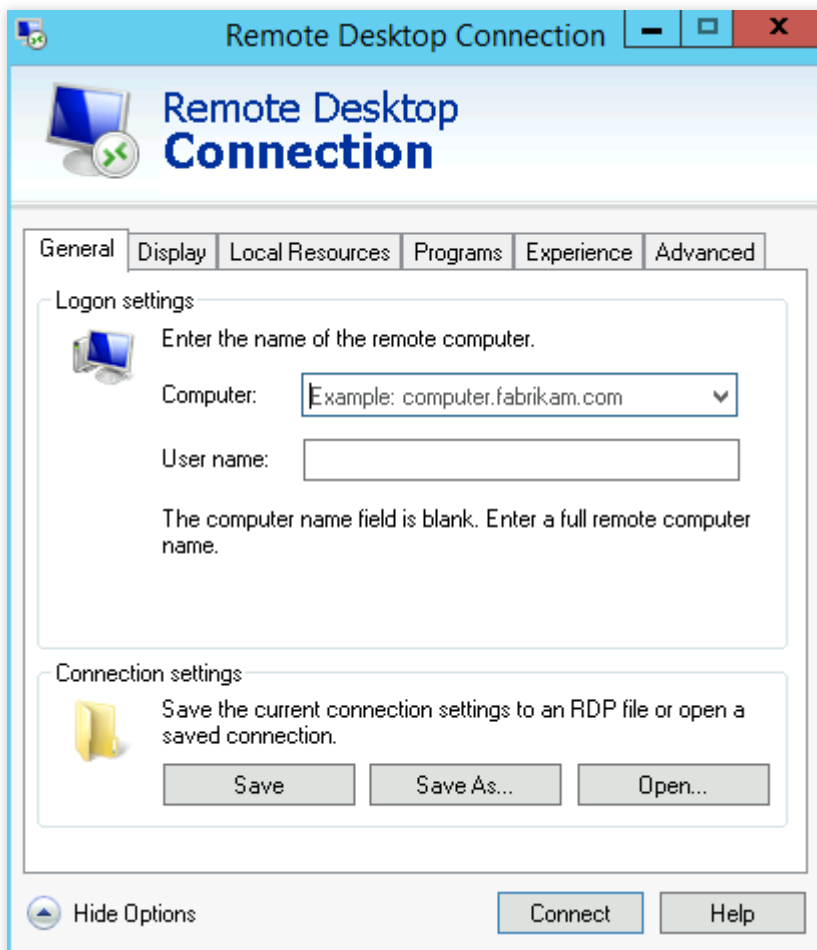 Remote Desktop Connection
Remote Desktop
Connection
General Display Local Resources Programs Experience Advanced
Logon settings
Enter the name of the remote computer.
Computer: Example: computer.fabrikam.com
User name:
The computer name field is blank. Enter a full remote computer
name.
Connection settings
Save the current connection settings to an RDP file or open a
saved connection.
Save Save As... Open...
Hide Options Connect Help